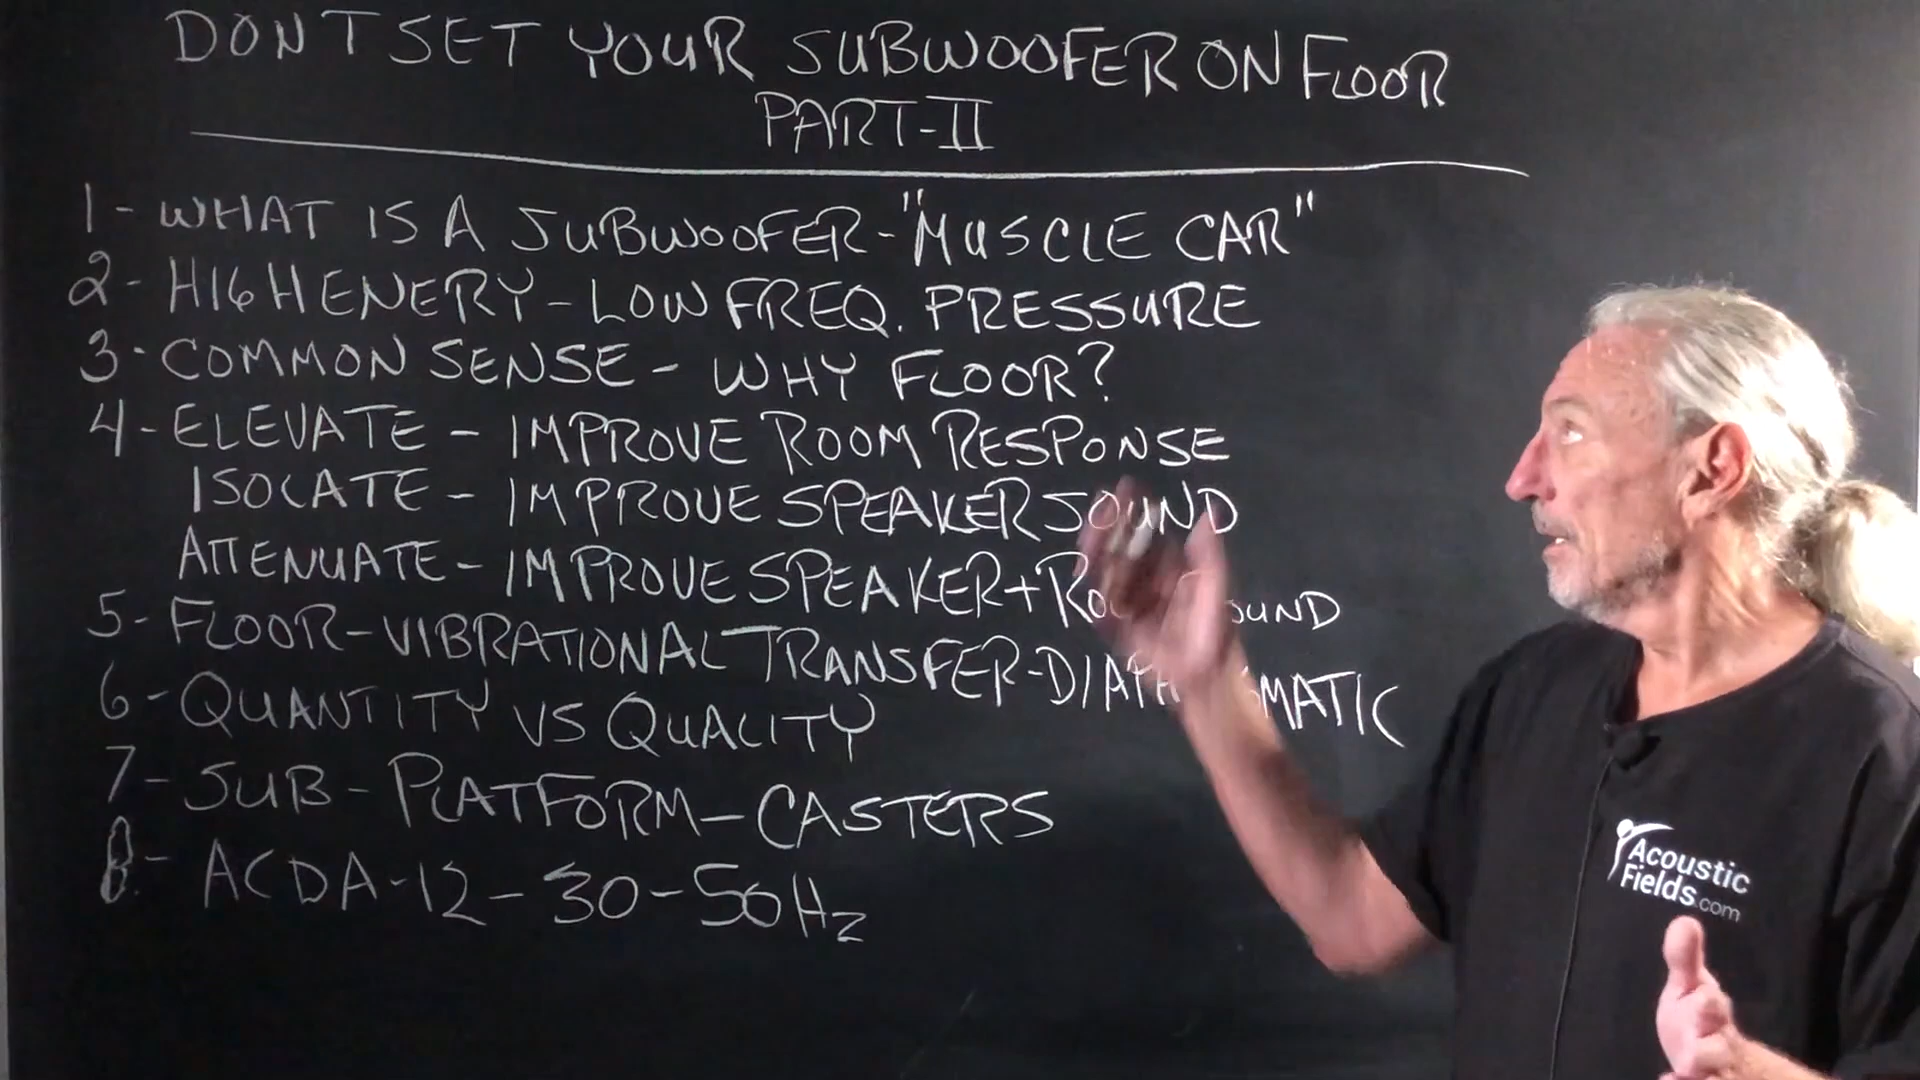 DONT SET YOUR SUBWOOFER ON FLOOR
PART-II
1- WHAT IS A SUBWOOFER-"MUSCLE CAR"
2- HIGH ENERY-LOW FREQ. PRESSURE
3- COMMON SENSE - WHY FLOOR?
4- ELEVATE - IMPROVE ROOM RESPONSE
ISOLATE - IMPROVE SPEAKER SOUND
ATTENUATE - IMPROVE SPEAKER+
5- FLOOR-VIBRATIONAL TRANSFER-
6- QUANTITY VS QUALITY
7- SUB-PLATFORM-CASTERS
8- ACDA-12-30-50Hz
Acoustic
Fields.com